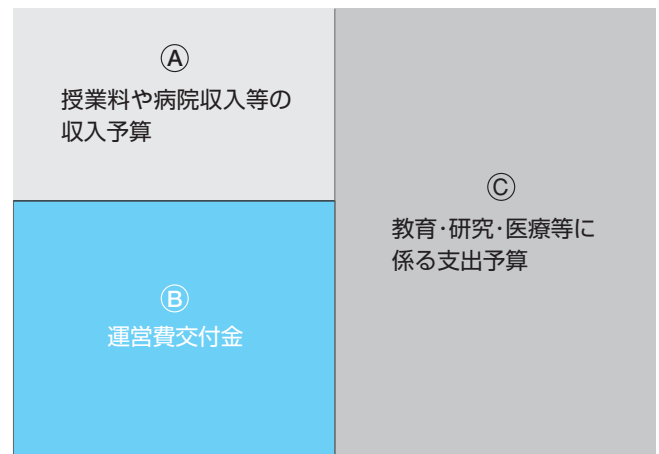 Ⓐ
授業料や病院収入等の
収入予算
Ⓑ
運営費交付金
Ⓒ
教育・研究・医療等に
係る支出予算